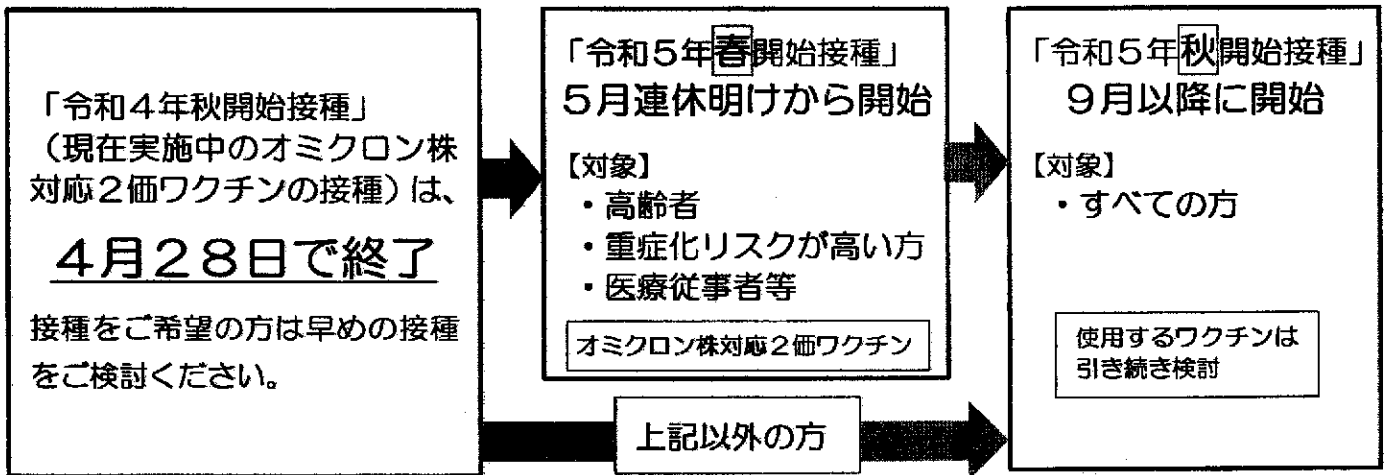 「令和4年秋開始接種」
(現在実施中のオミクロン株
対応2価ワクチンの接種)は、
4月28日で終了
接種をご希望の方は早めの接種
をご検討ください。
「令和5年春開始接種」
5月連休明けから開始
【対象】
・高齢者
・重症化リスクが高い方
・医療従事者等
オミクロン株対応2価ワクチン
上記以外の方
「令和5年秋開始接種」
9月以降に開始
【対象】
・すべての方
使用するワクチンは
引き続き検討